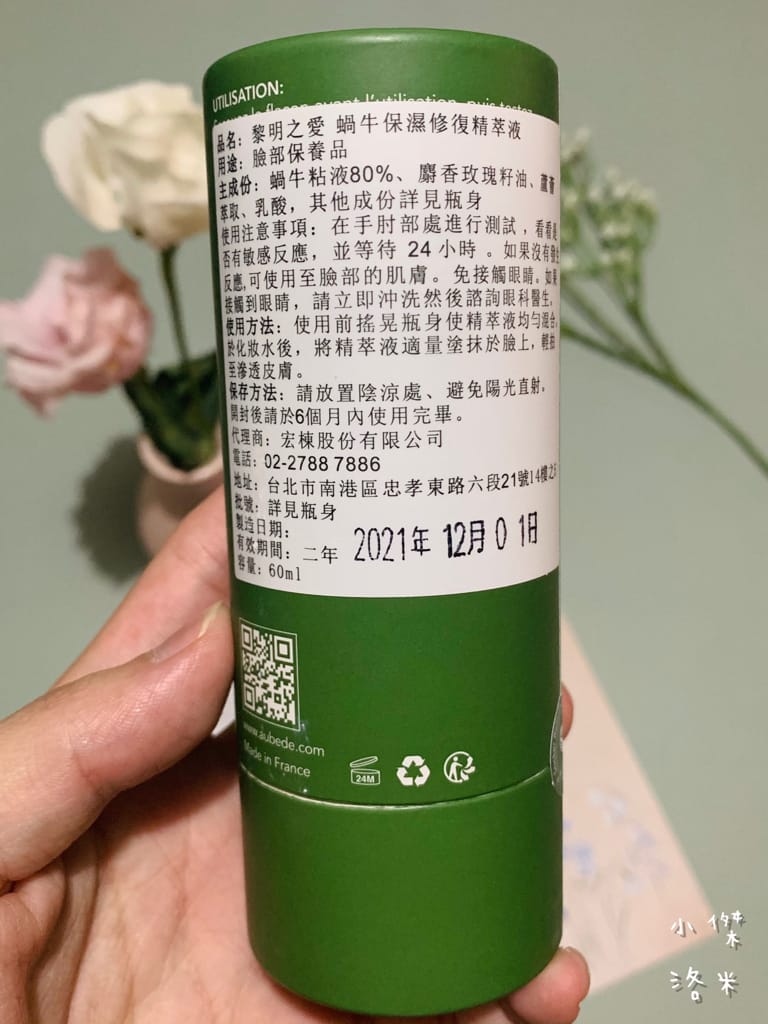 UTILISATION:
品名: 黎明之愛 蝸牛保濕修復精萃液
用途: 臉部保養品
主成份: 蝸牛粘液80%、麝香玫瑰籽油、蘆薈
萃取、乳酸，其他成份詳見瓶身
使用注意事項: 在手肘部處進行測試，看看是
否有敏感反應，並等待 24 小時 。如果沒有發生
反應,可使用至臉部的肌膚。免接觸眼睛。如果
接觸到眼睛，請立即沖洗然後諮詢眼科醫生。
使用方法: 使用前搖晃瓶身使精萃液均勻混合。
於化妝水後，將精萃液適量塗抹於臉上，輕拍
至滲透皮膚。
保存方法: 請放置陰涼處、避免陽光直射。
開封後請於6個月內使用完畢。
代理商: 宏棟股份有限公司
電話: 02-2788 7886
地址: 台北市南港區忠孝東路六段21號14樓之
批號: 詳見瓶身
製造日期:
有效期間: 二年 2021年 12月 0 1日
容量: 60ml
www.aubede.com
Made in France
24M
小傑
洛米